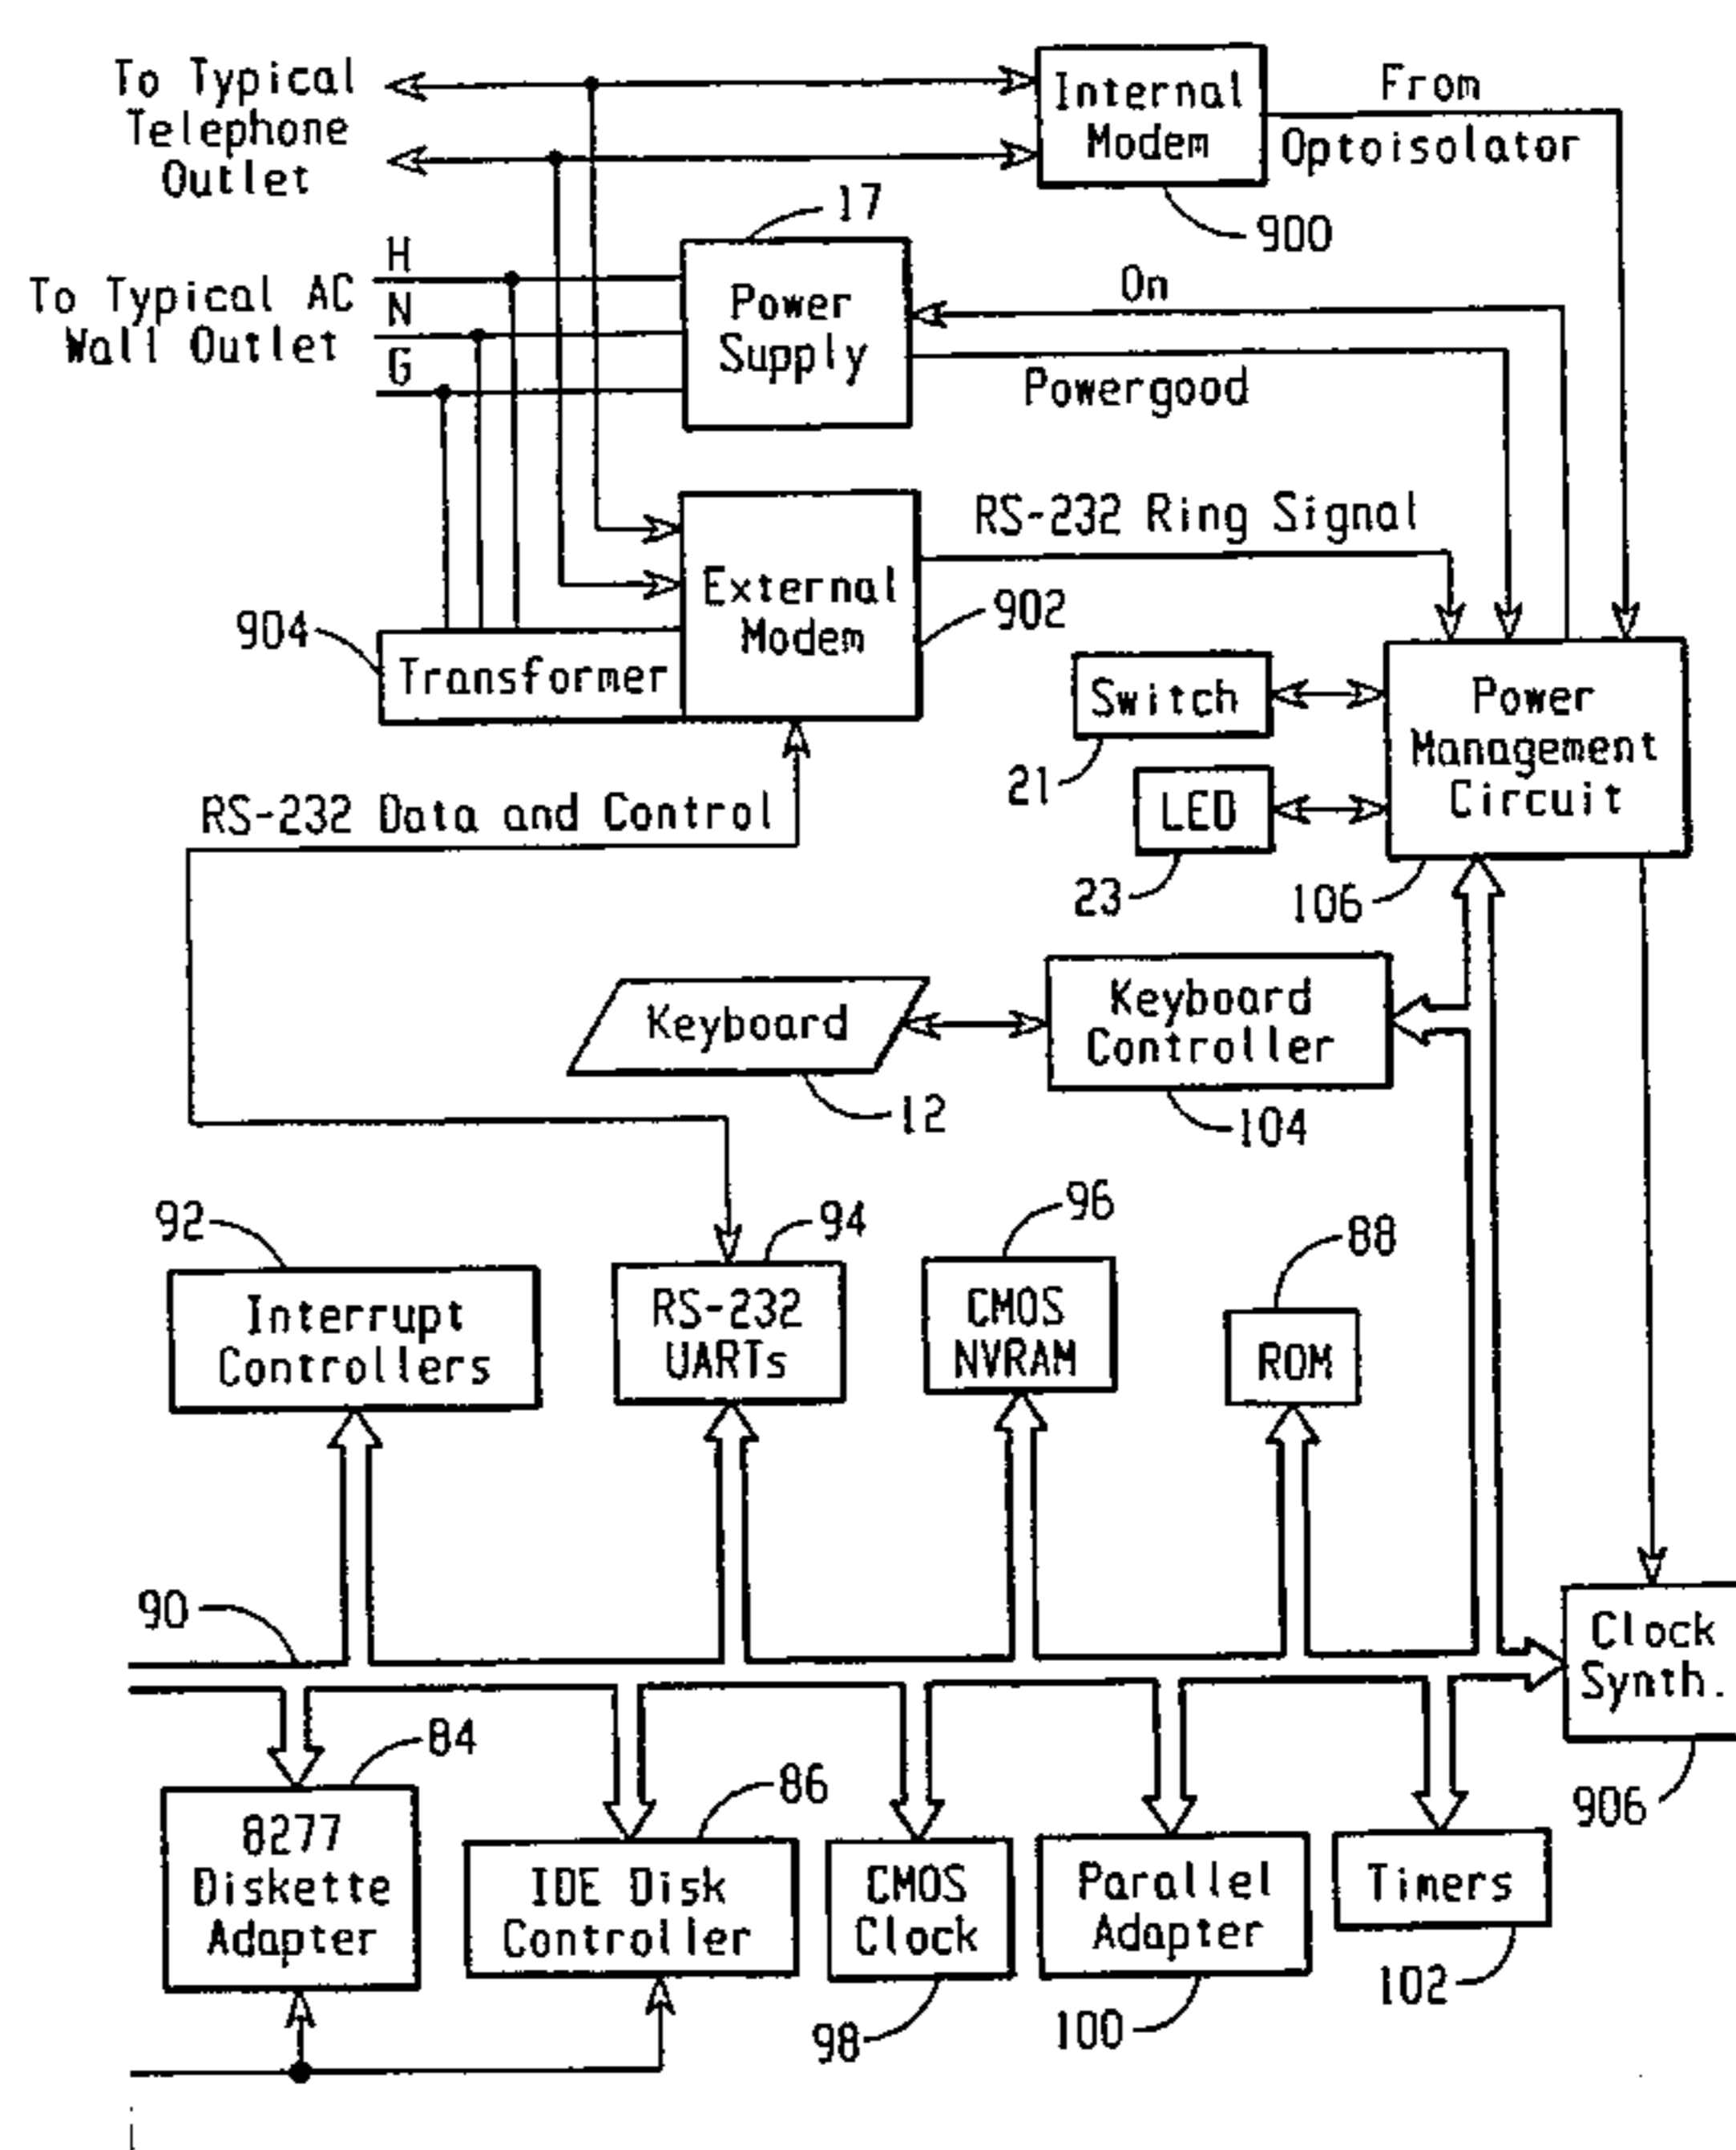 To Typical
Telephone
Outlet
Internal
Modem
From
Optoisolator
900
17
H
N
G
To Typical AC
Wall Outlet
Power
Supply
On
Powergood
RS-232 Ring Signal
External
Modem
902
904
Transformer
Switch
21
LED
23
Power
Management
Circuit
106
RS-232 Data and Control
Keyboard
12
Keyboard
Controller
104
92
Interrupt
Controllers
94
RS-232
UARTs
96
CMOS
NVRAM
88
ROM
90
Clock
Synth.
906
84
8277
Diskette
Adapter
86
IDE Disk
Controller
CMOS
Clock
98
Parallel
Adapter
100
Timers
102